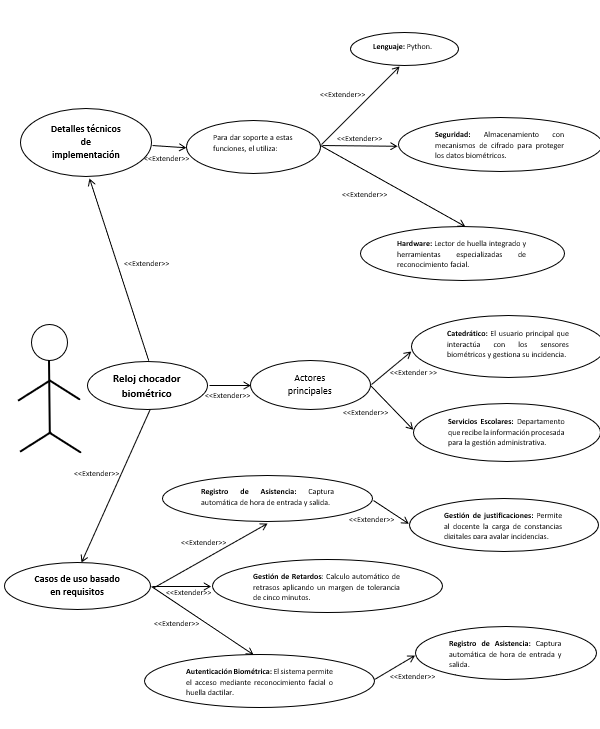 Lenguaje: Python.
<<Extender>>
Detalles técnicos
de
implementación
<<Extender>>
Para dar soporte a estas
funciones, el utiliza:
<<Extender>>
Seguridad: Almacenamiento con
mecanismos de cifrado para proteger
los datos biométricos.
<<Extender>>
Hardware: Lector de huella integrado y
herramientas especializadas de
reconocimiento facial.
<<Extender>>
Reloj chocador
biométrico
<<Extender>>
Actores
principales
Catedrático: El usuario principal que
interactúa con los sensores
biométricos y gestiona su incidencia.
<<Extender >>
<<Extender>>
Servicios Escolares: Departamento
que recibe la información procesada
para la gestión administrativa.
<<Extender>>
Registro de Asistencia: Captura
automática de hora de entrada y salida.
<<Extender>>
Gestión de justificaciones: Permite
al docente la carga de constancias
digitales para avalar incidencias.
<<Extender>>
Casos de uso basado
en requisitos
<<Extender>>
Gestión de Retardos: Calculo automático de
retrasos aplicando un margen de tolerancia
de cinco minutos.
<<Extender>>
Autenticación Biométrica: El sistema permite
el acceso mediante reconocimiento facial o
huella dactilar.
<<Extender>>
Registro de Asistencia: Captura
automática de hora de entrada y
salida.